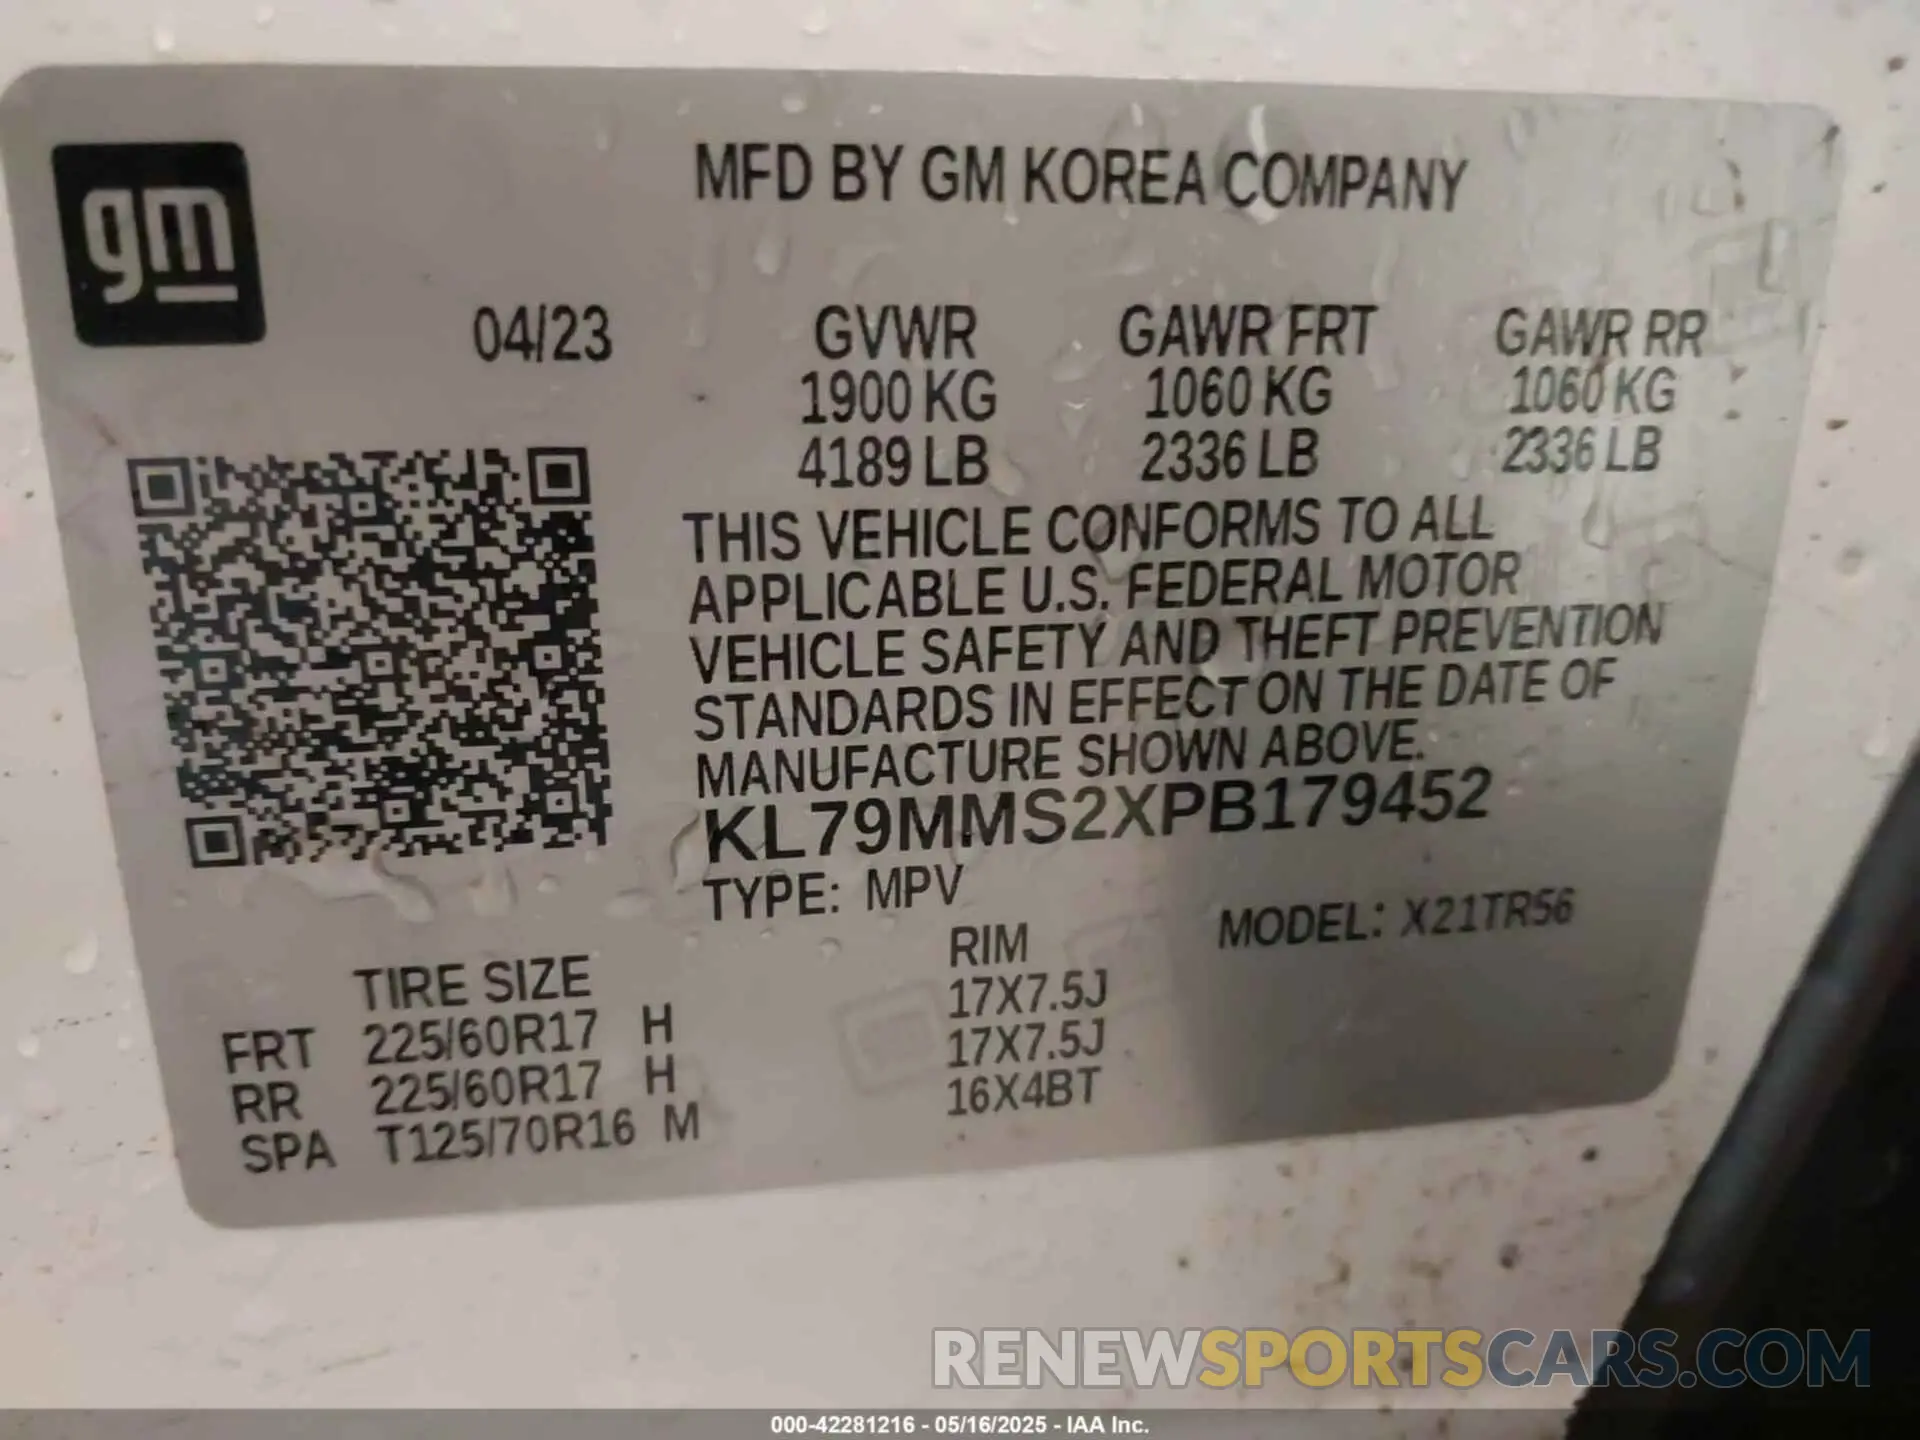 gm
MFD BY GM KOREA COMPANY
04/23 GVWR GAWR FRT GAWR RR
1900 KG 1060 KG 1060 KG
4189 LB 2336 LB 2336 LB
THIS VEHICLE CONFORMS TO ALL
APPLICABLE U.S. FEDERAL MOTOR
VEHICLE SAFETY AND THEFT PREVENTION
STANDARDS IN EFFECT ON THE DATE OF
MANUFACTURE SHOWN ABOVE.
KL79MMS2XPB179452
TYPE: MPV MODEL: X21TR56
TIRE SIZE RIM
FRT 225/60R17 H 17X7.5J
RR 225/60R17 H 17X7.5J
SPA T125/70R16 M 16X4BT
RENEWSPORTSCARS.COM
000-42281216 - 05/16/2025 - IAA Inc.